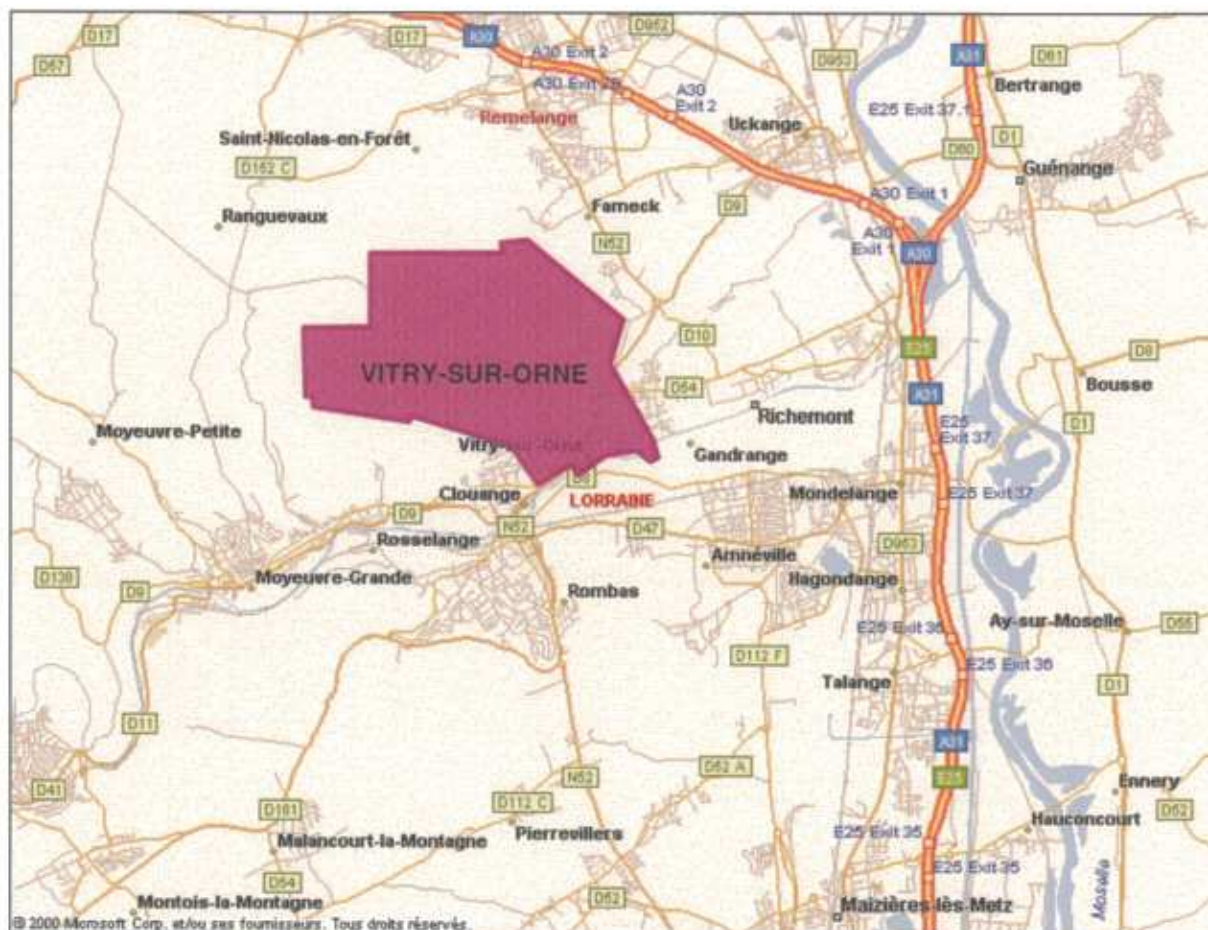 D952
D17
D17
A30
A31
D61
D57
A30 Exit 2
D953
Bertrange
A30 Exit 2B
A30
Exit 2
E25 Exit 37.1
Remelange
Uckange
D1
Saint-Nicolas-en-Forêt
D60
D152 C
Guénange
A30 Exit 1
D9
Ranguevaux
Fameck
A30
Exit 1
N52
A30
D10
E25
D8
VITRY-SUR-ORNE
D54
Bousse
A31
Richemont
D1
Moyeuvre-Petite
E25
Exit 37
Vitry-sur-Orne
Gandrange
Clouange
LORRAINE
Mondelange
E25 Exit 37
D9
N52
D47
Rosselange
D953
D138
Amnéville
Moyeuvre-Grande
Hagondange
D9
Rombas
Ay-sur-Moselle
D55
E25 Exit 36
D112 F
E25 Exit 36
Talange
D1
D11
A31
D52 A
N52
E25
D41
Ennery
D112 C
D181
D52
Hauconcourt
Malancourt-la-Montagne
Pierrevillers
E25 Exit 35
E25 Exit 35
D54
D52
Montois-la-Montagne
Maizières-lès-Metz
Moselle
© 2000 Microsoft Corp. et/ou ses fournisseurs. Tous droits réservés.